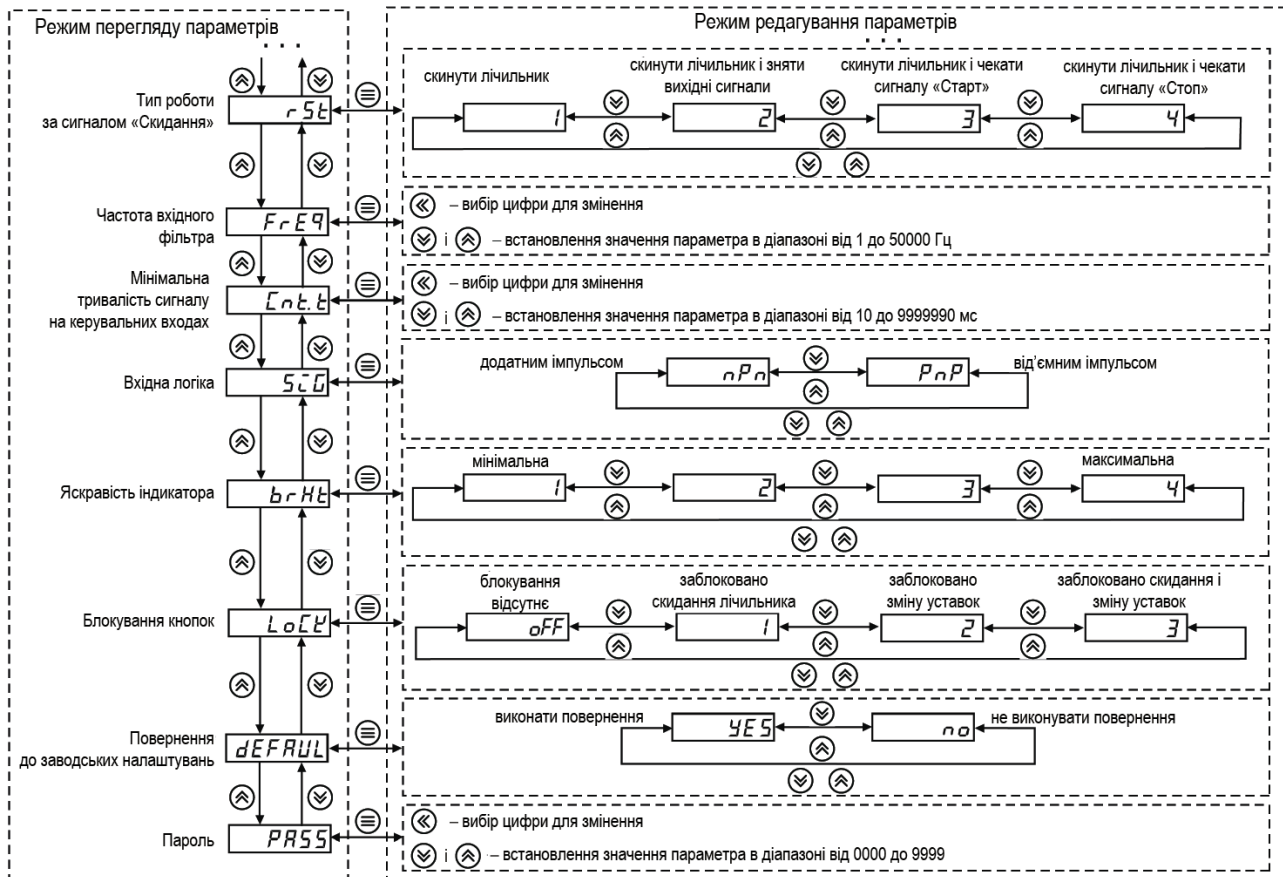 Режим перегляду параметрів
. . .
Режим редагування параметрів
. . .
Тип роботи
за сигналом «Скидання»
rSt
скинути лічильник
1
скинути лічильник і зняти
вихідні сигнали
2
скинути лічильник і чекати
сигналу «Старт»
3
скинути лічильник і чекати
сигналу «Стоп»
4
Частота вхідного
фільтра
FrEq
– вибір цифри для змінення
і – встановлення значення параметра в діапазоні від 1 до 50000 Гц
Мінімальна
тривалість сигналу
на керувальних входах
Cnt.t
– вибір цифри для змінення
і – встановлення значення параметра в діапазоні від 10 до 9999990 мс
Вхідна логіка
SiG
додатним імпульсом
nPn
PnP
від’ємним імпульсом
Яскравість індикатора
brHt
мінімальна
1
2
3
максимальна
4
Блокування кнопок
LoCK
блокування
відсутнє
oFF
заблоковано
скидання лічильника
1
заблоковано
зміну уставок
2
заблоковано скидання і
зміну уставок
3
Повернення
до заводських налаштувань
dEFAUL
виконати повернення
YES
no
не виконувати повернення
Пароль
PASS
– вибір цифри для змінення
і – встановлення значення параметра в діапазоні від 0000 до 9999